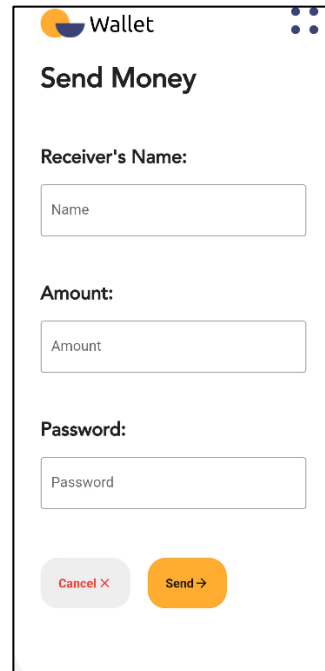 Wallet
Send Money
Receiver's Name:
Name
Amount:
Amount
Password:
Password
Cancel ×
Send →